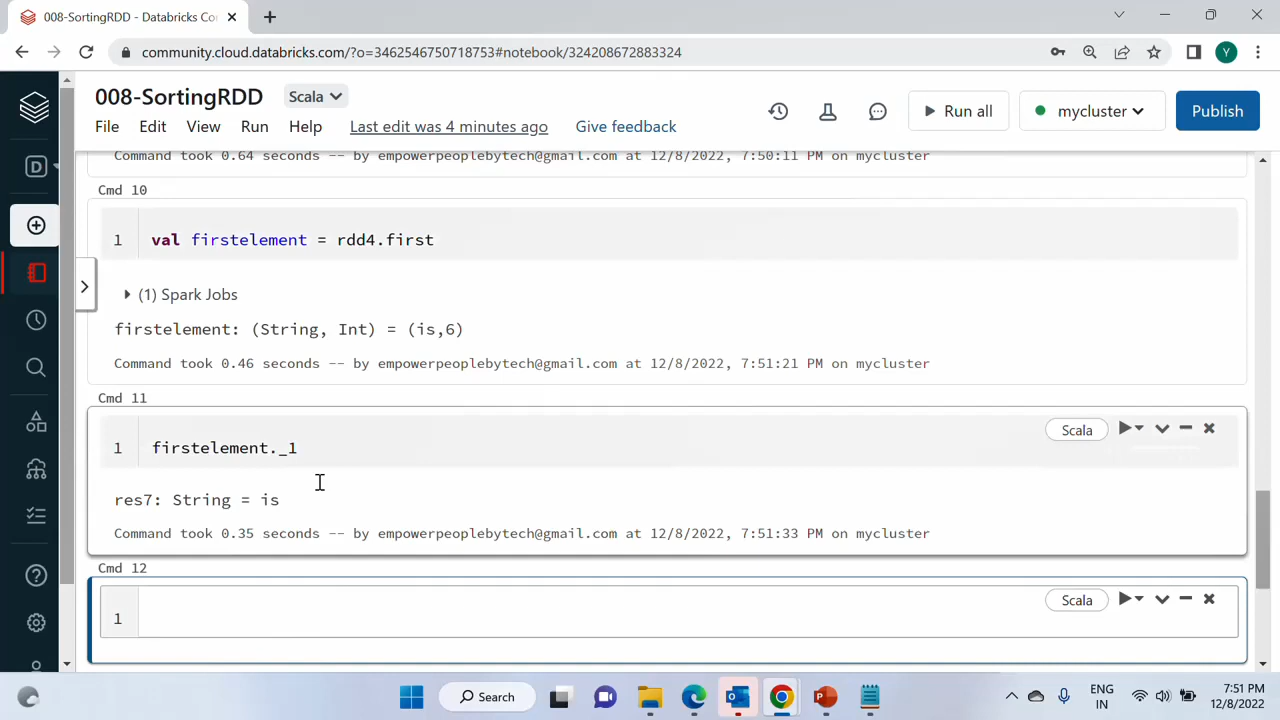 008-SortingRDD - Databricks Co
community.cloud.databricks.com/?o=3462546750718753#notebook/324208672883324
Y
008-SortingRDD
Scala
Run all
mycluster
Publish
File Edit View Run Help Last edit was 4 minutes ago Give feedback
D
Command took 0.64 seconds -- by empowerpeoplebytech@gmail.com at 12/8/2022, 7:50:11 PM on mycluster
Cmd 10
1 val firstelement = rdd4.first
(1) Spark Jobs
firstelement: (String, Int) = (is,6)
Command took 0.46 seconds -- by empowerpeoplebytech@gmail.com at 12/8/2022, 7:51:21 PM on mycluster
Cmd 11
Scala
1 firstelement._1
res7: String = is
Command took 0.35 seconds -- by empowerpeoplebytech@gmail.com at 12/8/2022, 7:51:33 PM on mycluster
Cmd 12
Scala
1
Search
ENG
IN
7:51 PM
12/8/2022